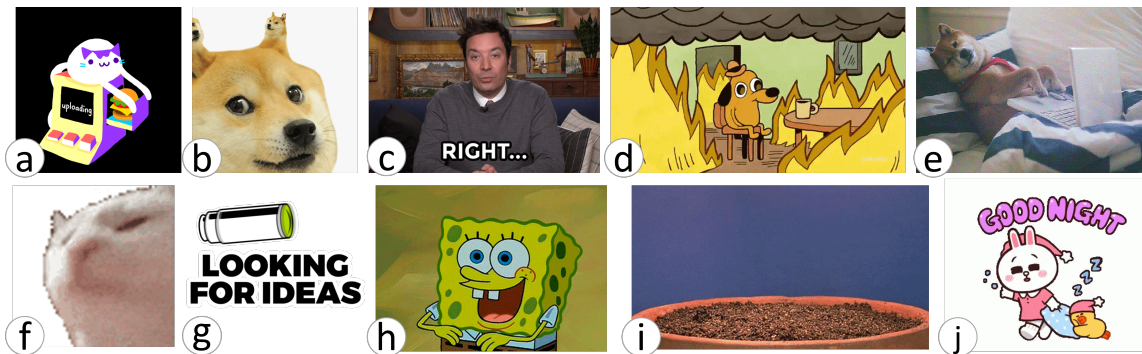 a
uploading
b
c
RIGHT...
d
e
f
g
LOOKING
FOR IDEAS
h
i
j
GOOD NIGHT
z z z